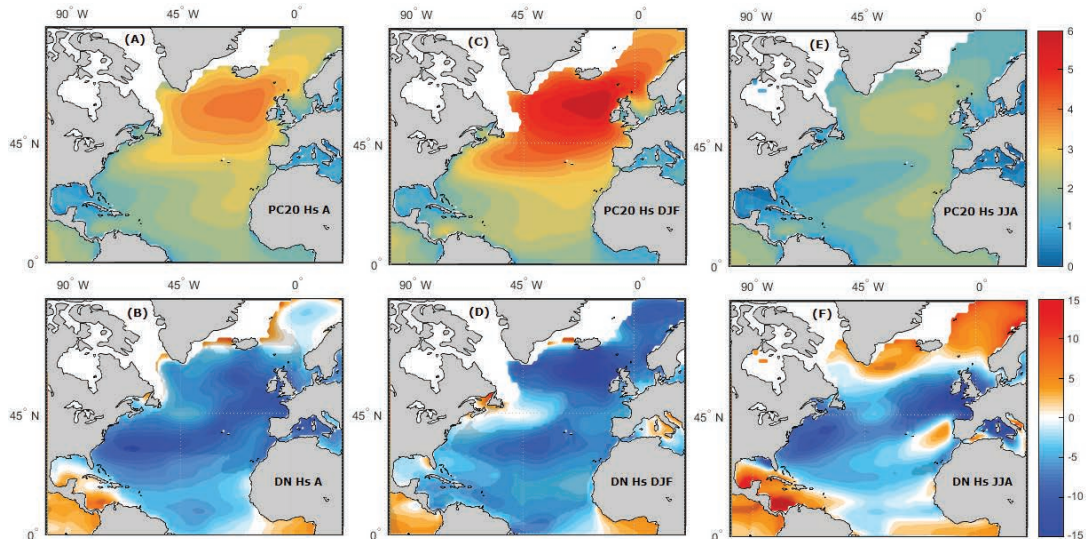 90° W 45° 0°
90° W 45° 0°
90° W 45° 0°
(A)
(C)
(E)
45° N
45° N
45° N
PC20 Hs A
PC20 Hs DJF
PC20 Hs JJA
0°
0°
0°
6
5
4
3
2
1
0
90° W 45° W 0°
90° W 45° W 0°
90° W 45° W 0°
(B)
(D)
(F)
45° N
45° N
45° N
DN Hs A
DN Hs DJF
DN Hs JJA
0°
0°
0°
15
10
5
0
-5
-10
-15